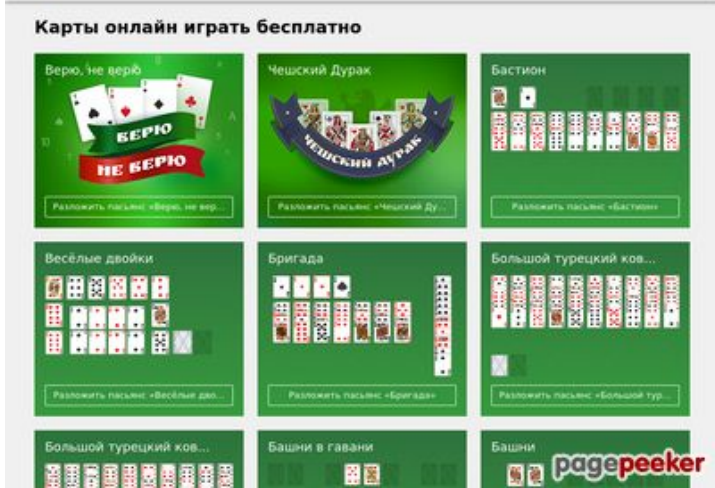 Карты онлайн играть бесплатно
Верю, не верю
Чешский Дурак
Бастион
ВЕРЮ
НЕ ВЕРЮ
ЧЕШСКИЙ ДУРАК
Разложить пасьянс «Верю, не вер...
Разложить пасьянс «Чешский Ду...
Разложить пасьянс «Бастион»
Весёлые двойки
Бригада
Большой турецкий ков...
Разложить пасьянс «Весёлые дво...
Разложить пасьянс «Бригада»
Разложить пасьянс «Большой тур...
Большой турецкий ков...
Башни в гавани
Башни
pagepeeker